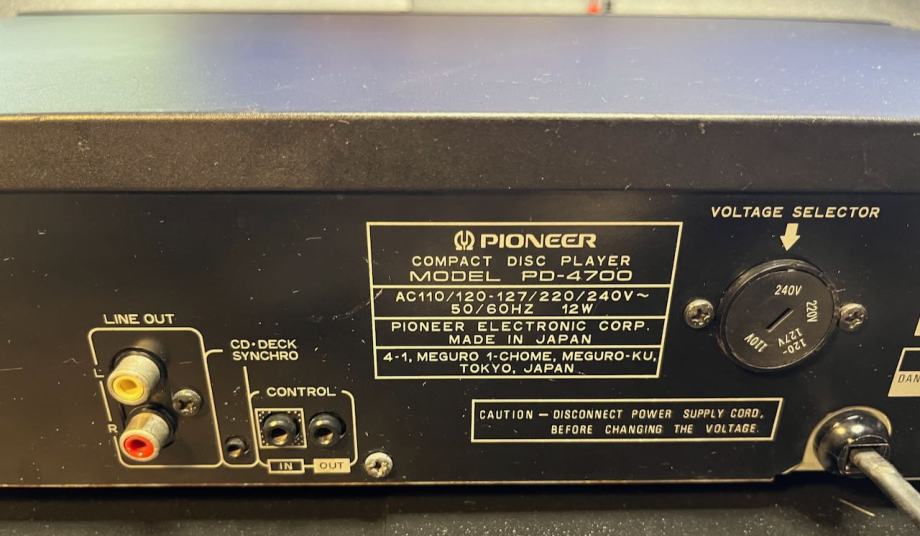 VOLTAGE SELECTOR
PIONEER
COMPACT DISC PLAYER
MODEL PD-4700
AC110/120-127/220/240V~
50/60HZ 12W
PIONEER ELECTRONIC CORP.
MADE IN JAPAN
4-1, MEGURO 1-CHOME, MEGURO-KU,
TOKYO, JAPAN
240V
220V
120-
127V
110V
LINE OUT
L
R
CD·DECK
SYNCHRO
CONTROL
IN
OUT
CAUTION — DISCONNECT POWER SUPPLY CORD,
BEFORE CHANGING THE VOLTAGE.